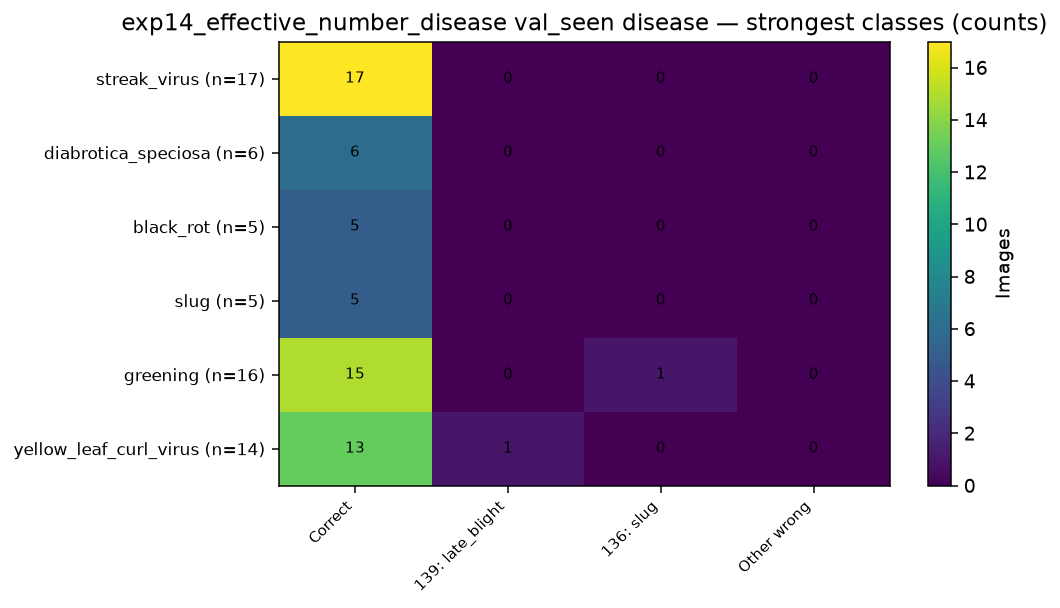 exp14_effective_number_disease val_seen disease — strongest classes (counts)
streak_virus (n=17) 17 0 0 0
diabrotica_speciosa (n=6) 6 0 0 0
black_rot (n=5) 5 0 0 0
slug (n=5) 5 0 0 0
greening (n=16) 15 0 1 0
yellow_leaf_curl_virus (n=14) 13 1 0 0
Correct
139: late_blight
136: slug
Other wrong
16
14
12
10
8
6
4
2
0
Images